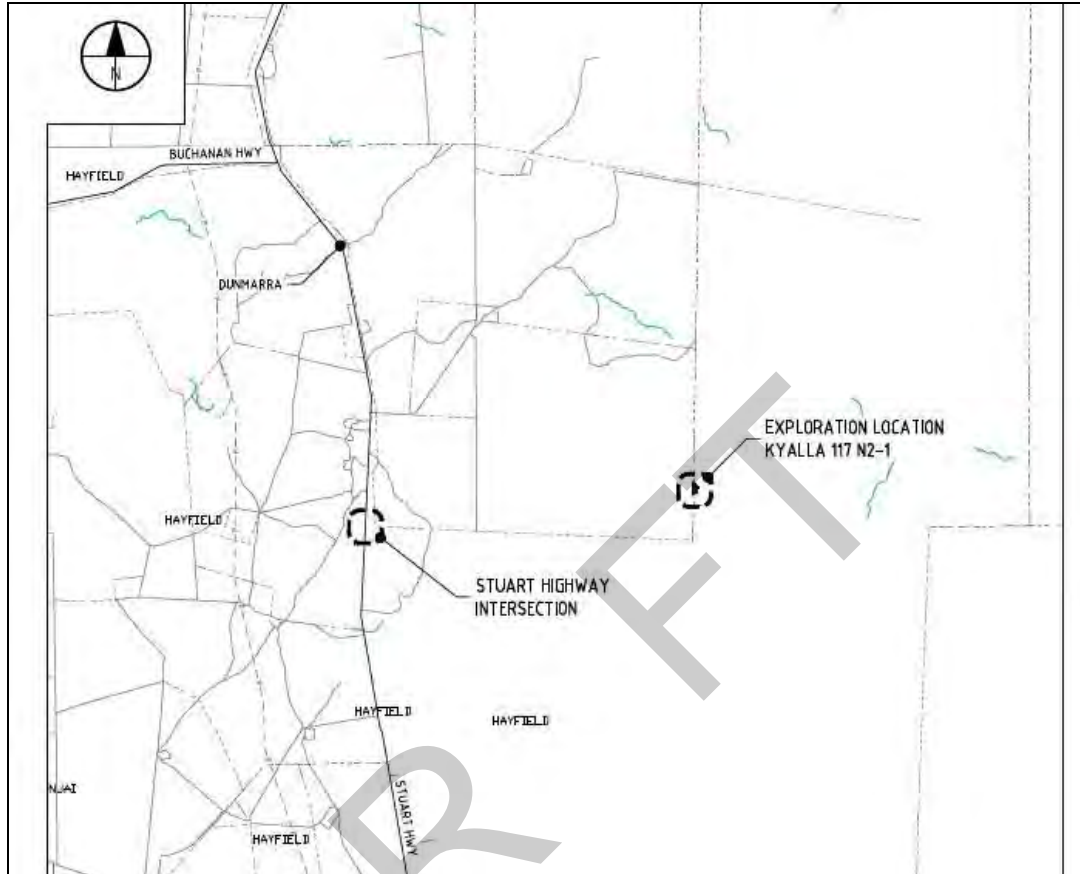 N
BUCHANAN HWY
HAYFIELD
DUNMARRA
EXPLORATION LOCATION
KYALLA 117 N2-1
HAYFIELD
STUART HIGHWAY
INTERSECTION
HAYFIELD
HAYFIELD
NJAI
STUART HWY
HAYFIELD
R F T